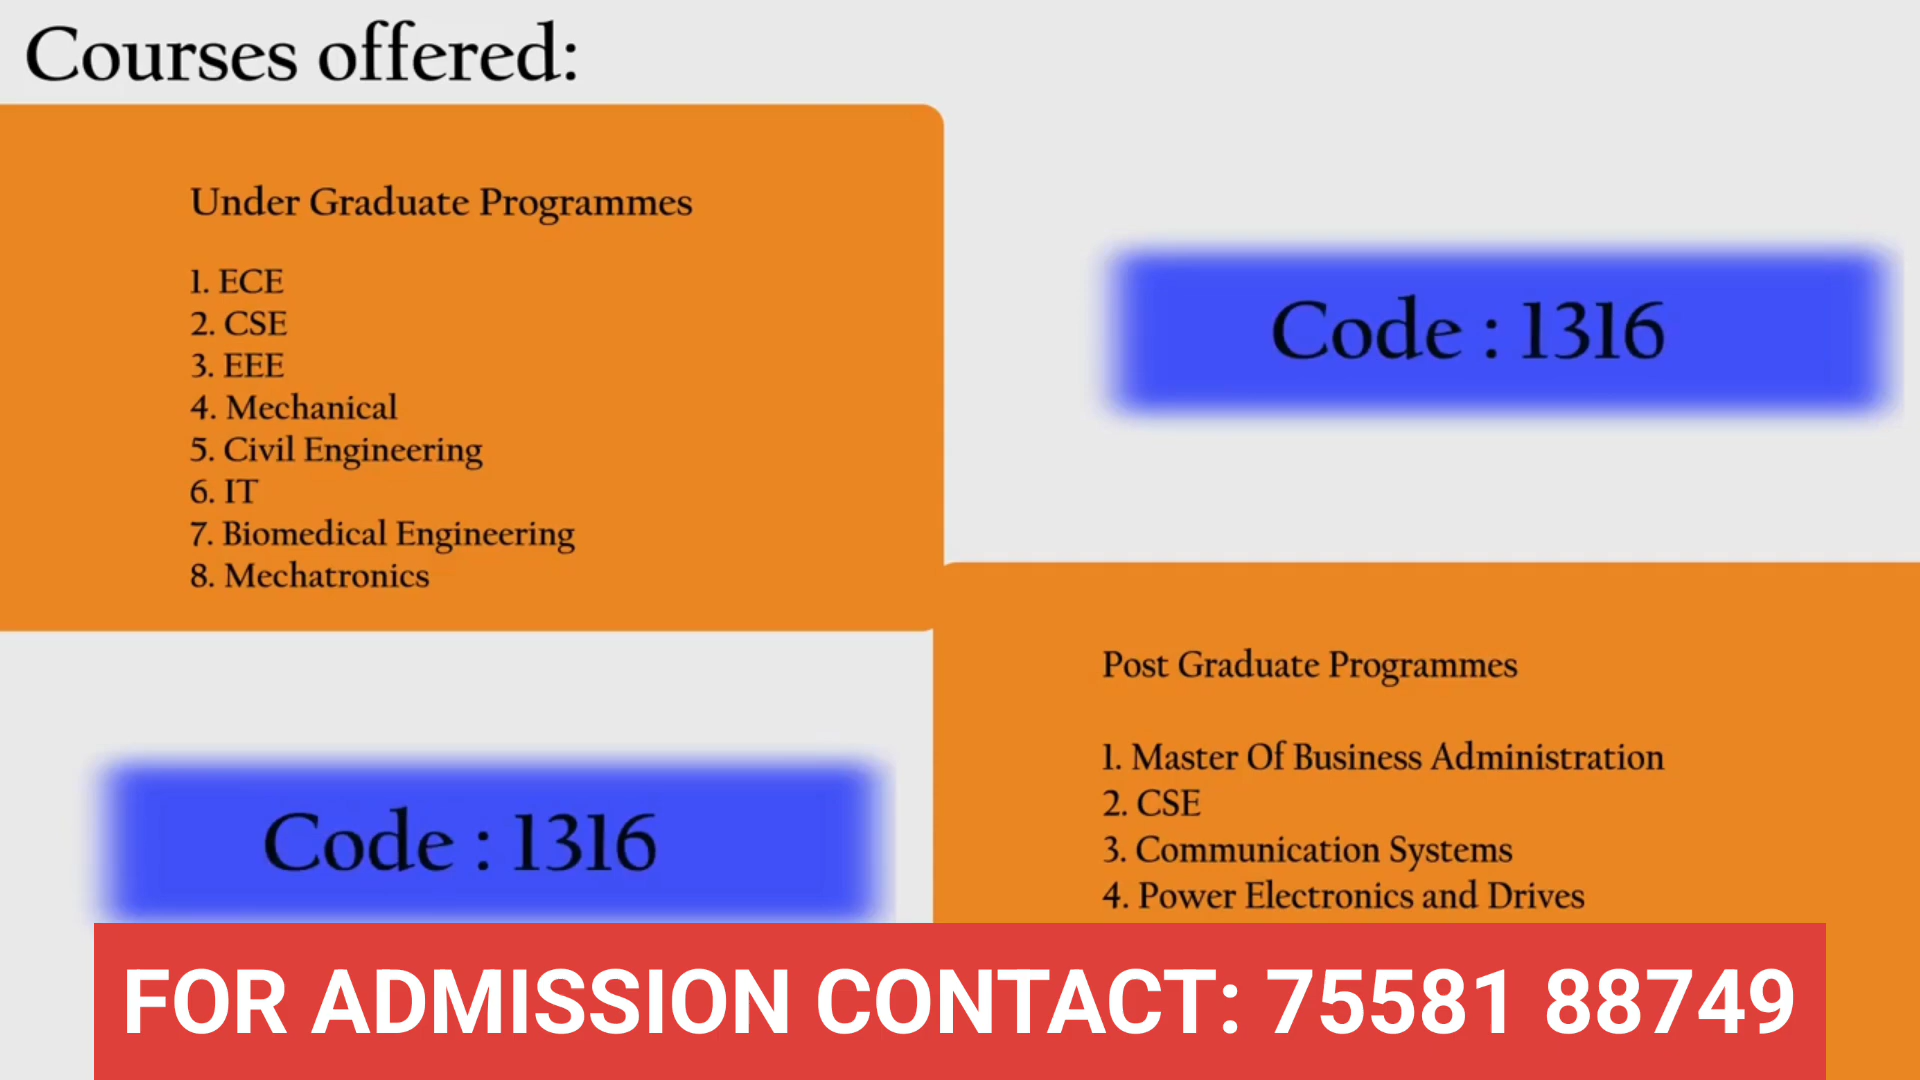 Courses offered:
Under Graduate Programmes
1. ECE
2. CSE
3. EEE
4. Mechanical
5. Civil Engineering
6. IT
7. Biomedical Engineering
8. Mechatronics
Code : 1316
Code : 1316
Post Graduate Programmes
1. Master Of Business Administration
2. CSE
3. Communication Systems
4. Power Electronics and Drives
FOR ADMISSION CONTACT: 75581 88749